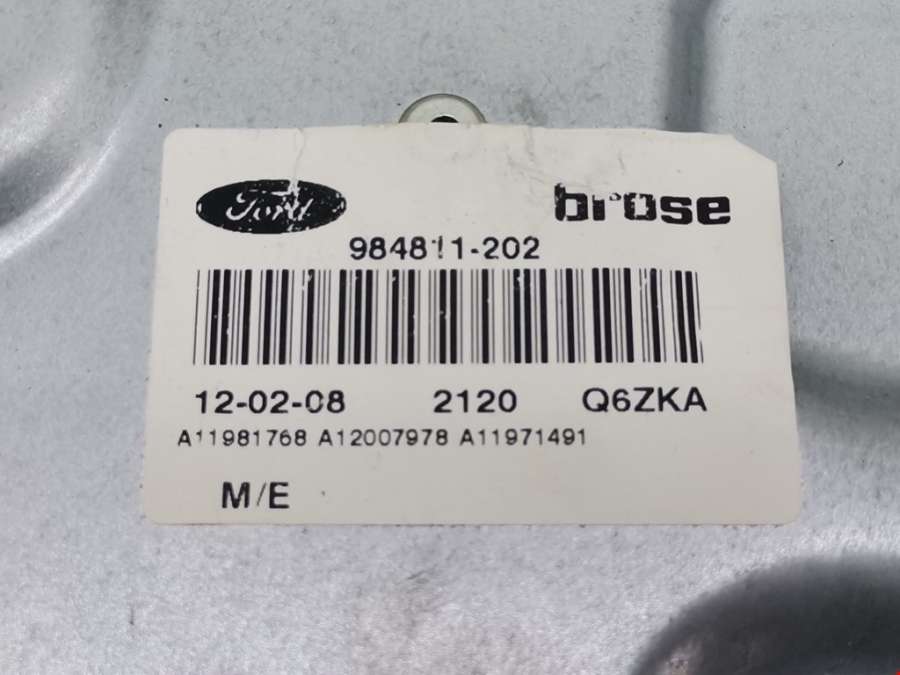 Ford brose
984811-202
12-02-08 2120 Q6ZKA
A11981768 A12007978 A11971491
M/E